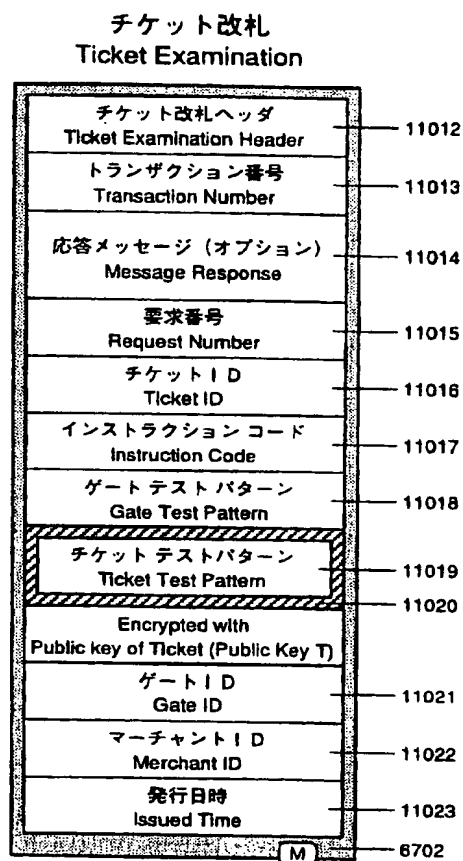 チケット改札
Ticket Examination
チケット改札ヘッダ
Ticket Examination Header
11012
トランザクション番号
Transaction Number
11013
応答メッセージ (オプション)
Message Response
11014
要求番号
Request Number
11015
チケットID
Ticket ID
11016
インストラクション コード
Instruction Code
11017
ゲート テスト パターン
Gate Test Pattern
11018
チケット テストパターン
Ticket Test Pattern
11019
11020
Encrypted with
Public key of Ticket (Public Key T)
ゲートID
Gate ID
11021
マーチャントID
Merchant ID
11022
発行日時
Issued Time
11023
M
6702